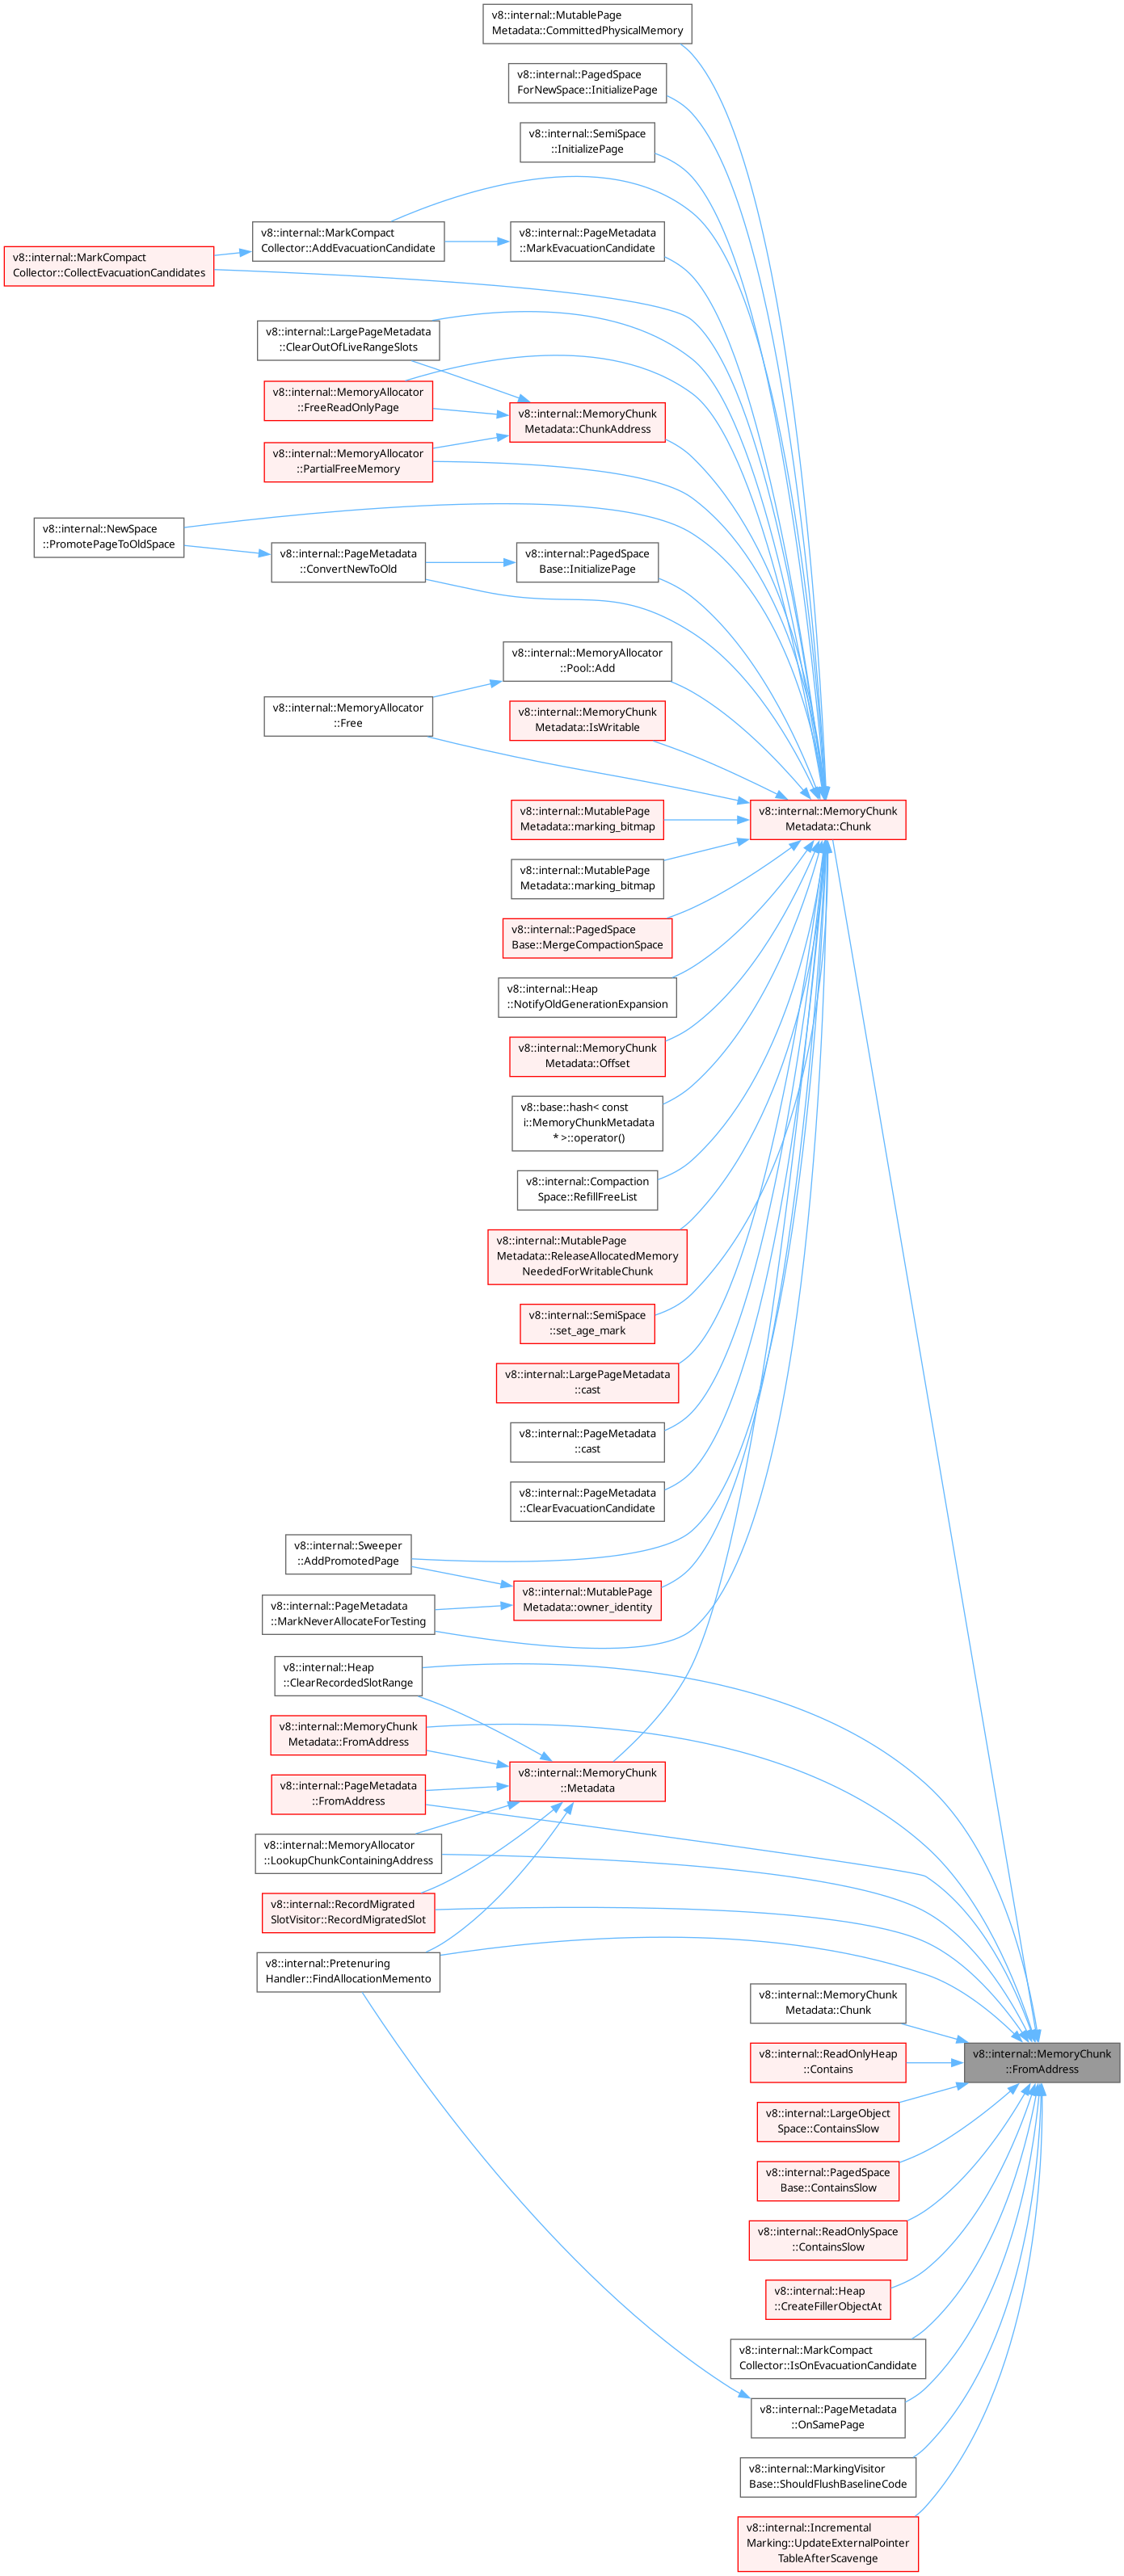 v8::internal::MutablePage
Metadata::CommittedPhysicalMemory
v8::internal::PagedSpace
ForNewSpace::InitializePage
v8::internal::SemiSpace
::InitializePage
v8::internal::MarkCompact
Collector::AddEvacuationCandidate
v8::internal::PageMetadata
::MarkEvacuationCandidate
v8::internal::MarkCompact
Collector::CollectEvacuationCandidates
v8::internal::LargePageMetadata
::ClearOutOfLiveRangeSlots
v8::internal::MemoryAllocator
::FreeReadOnlyPage
v8::internal::MemoryChunk
Metadata::ChunkAddress
v8::internal::MemoryAllocator
::PartialFreeMemory
v8::internal::NewSpace
::PromotePageToOldSpace
v8::internal::PageMetadata
::ConvertNewToOld
v8::internal::PagedSpace
Base::InitializePage
v8::internal::MemoryAllocator
::Pool::Add
v8::internal::MemoryAllocator
::Free
v8::internal::MemoryChunk
Metadata::IsWritable
v8::internal::MutablePage
Metadata::marking_bitmap
v8::internal::MemoryChunk
Metadata::Chunk
v8::internal::MutablePage
Metadata::marking_bitmap
v8::internal::PagedSpace
Base::MergeCompactionSpace
v8::internal::Heap
::NotifyOldGenerationExpansion
v8::internal::MemoryChunk
Metadata::Offset
v8::base::hash< const
i::MemoryChunkMetadata
* >::operator()
v8::internal::Compaction
Space::RefillFreeList
v8::internal::MutablePage
Metadata::ReleaseAllocatedMemory
NeededForWritableChunk
v8::internal::SemiSpace
::set_age_mark
v8::internal::LargePageMetadata
::cast
v8::internal::PageMetadata
::cast
v8::internal::PageMetadata
::ClearEvacuationCandidate
v8::internal::Sweeper
::AddPromotedPage
v8::internal::MutablePage
Metadata::owner_identity
v8::internal::PageMetadata
::MarkNeverAllocateForTesting
v8::internal::Heap
::ClearRecordedSlotRange
v8::internal::MemoryChunk
Metadata::FromAddress
v8::internal::MemoryChunk
::Metadata
v8::internal::PageMetadata
::FromAddress
v8::internal::MemoryAllocator
::LookupChunkContainingAddress
v8::internal::RecordMigrated
SlotVisitor::RecordMigratedSlot
v8::internal::Pretenuring
Handler::FindAllocationMemento
v8::internal::MemoryChunk
Metadata::Chunk
v8::internal::ReadOnlyHeap
::Contains
v8::internal::MemoryChunk
::FromAddress
v8::internal::LargeObject
Space::ContainsSlow
v8::internal::PagedSpace
Base::ContainsSlow
v8::internal::ReadOnlySpace
::ContainsSlow
v8::internal::Heap
::CreateFillerObjectAt
v8::internal::MarkCompact
Collector::IsOnEvacuationCandidate
v8::internal::PageMetadata
::OnSamePage
v8::internal::MarkingVisitor
Base::ShouldFlushBaselineCode
v8::internal::Incremental
Marking::UpdateExternalPointer
TableAfterScavenge